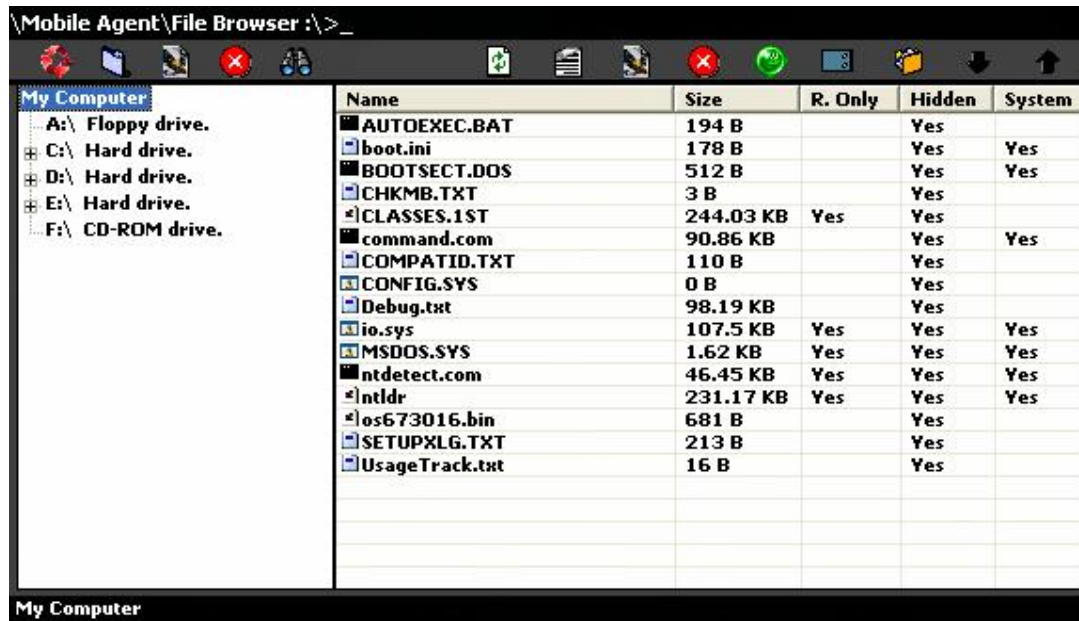 \Mobile Agent\File Browser :\>_
My Computer
A:\ Floppy drive.
C:\ Hard drive.
D:\ Hard drive.
E:\ Hard drive.
F:\ CD-ROM drive.
Name Size R. Only Hidden System
AUTOEXEC.BAT 194 B Yes
boot.ini 178 B Yes Yes
BOOTSECT.DOS 512 B Yes Yes
CHKMB.TXT 3 B Yes
CLASSES.1ST 244.03 KB Yes Yes
command.com 90.86 KB Yes Yes
COMPATID.TXT 110 B Yes
CONFIG.SYS 0 B Yes
Debug.txt 98.19 KB Yes
io.sys 107.5 KB Yes Yes Yes
MSDOS.SYS 1.62 KB Yes Yes Yes
ntdetect.com 46.45 KB Yes Yes Yes
ntldr 231.17 KB Yes Yes Yes
os673016.bin 681 B Yes
SETUPXLG.TXT 213 B Yes
UsageTrack.txt 16 B Yes
My Computer